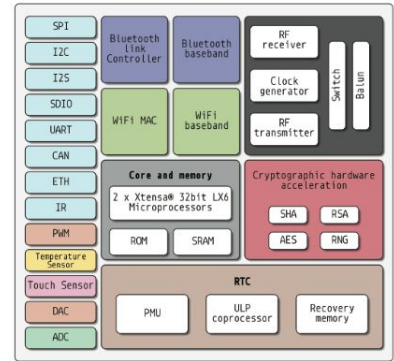 SPI
I2C
I2S
SDIO
UART
CAN
ETH
IR
PWM
Temperature
Sensor
Touch Sensor
DAC
ADC
Bluetooth
link
Controller
Bluetooth
baseband
WiFi MAC
WiFi
baseband
RF
receiver
Clock
generator
RF
transmitter
Switch
Balun
Core and memory
2 x Xtensa® 32bit LX6
Microprocessors
ROM
SRAM
Cryptographic hardware
acceleration
SHA
RSA
AES
RNG
RTC
PMU
ULP
coprocessor
Recovery
memory